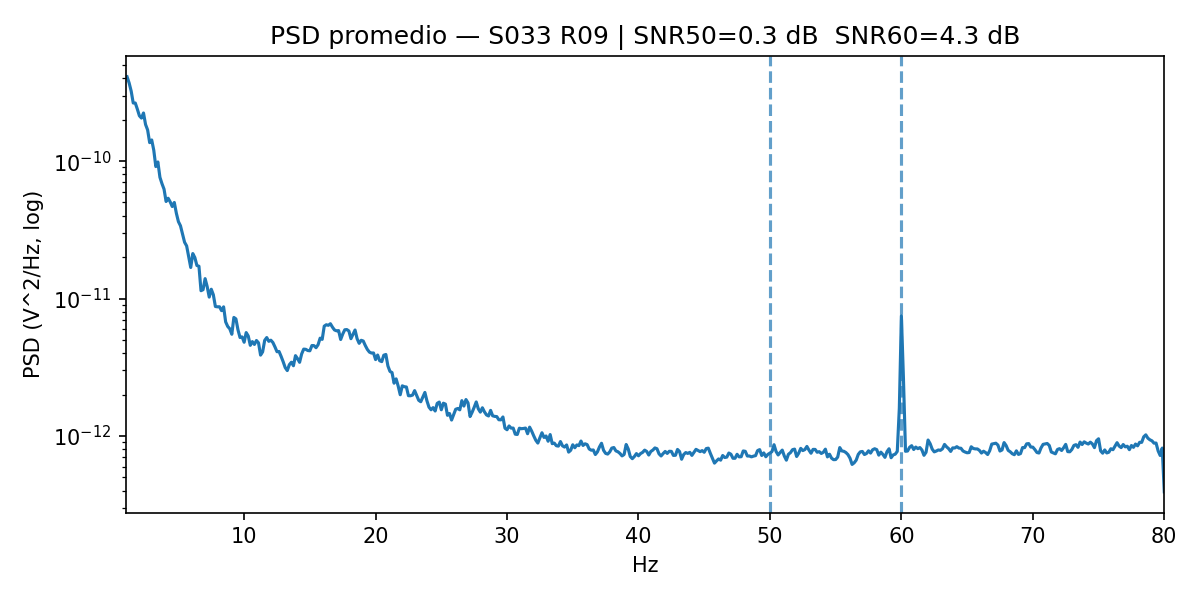 PSD promedio — S033 R09 | SNR50=0.3 dB  SNR60=4.3 dB
PSD (V^2/Hz, log)
10^{-10}
10^{-11}
10^{-12}
10 20 30 40 50 60 70 80
Hz